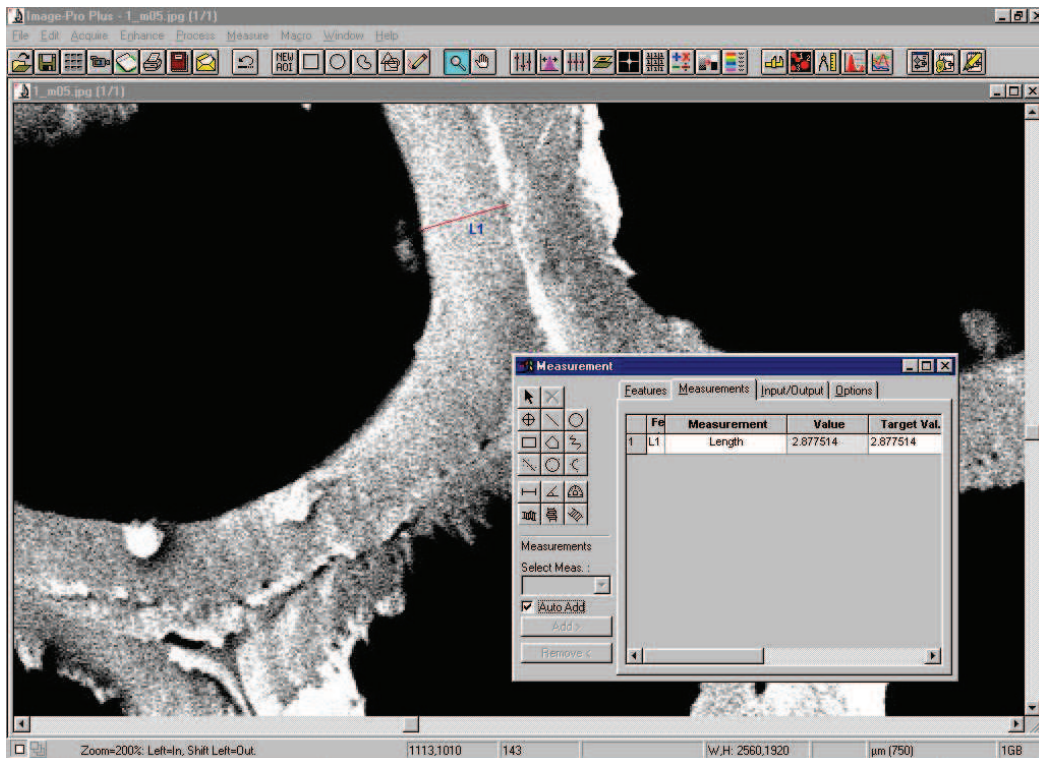 Image-Pro Plus - 1_m05.jpg (1/1)
File Edit Acquire Enhance Process Measure Macro Window Help
NEW AOI
1_m05.jpg (1/1)
L1
Measurement
Features Measurements Input/Output Options
Fe Measurement Value Target Val.
1 L1 Length 2.877514 2.877514
Measurements
Select Meas. :
Auto Add
Add >
Remove <
Zoom=200%: Left=In, Shift Left=Out. 1113,1010 143 W,H: 2560,1920 µm (750) 1GB